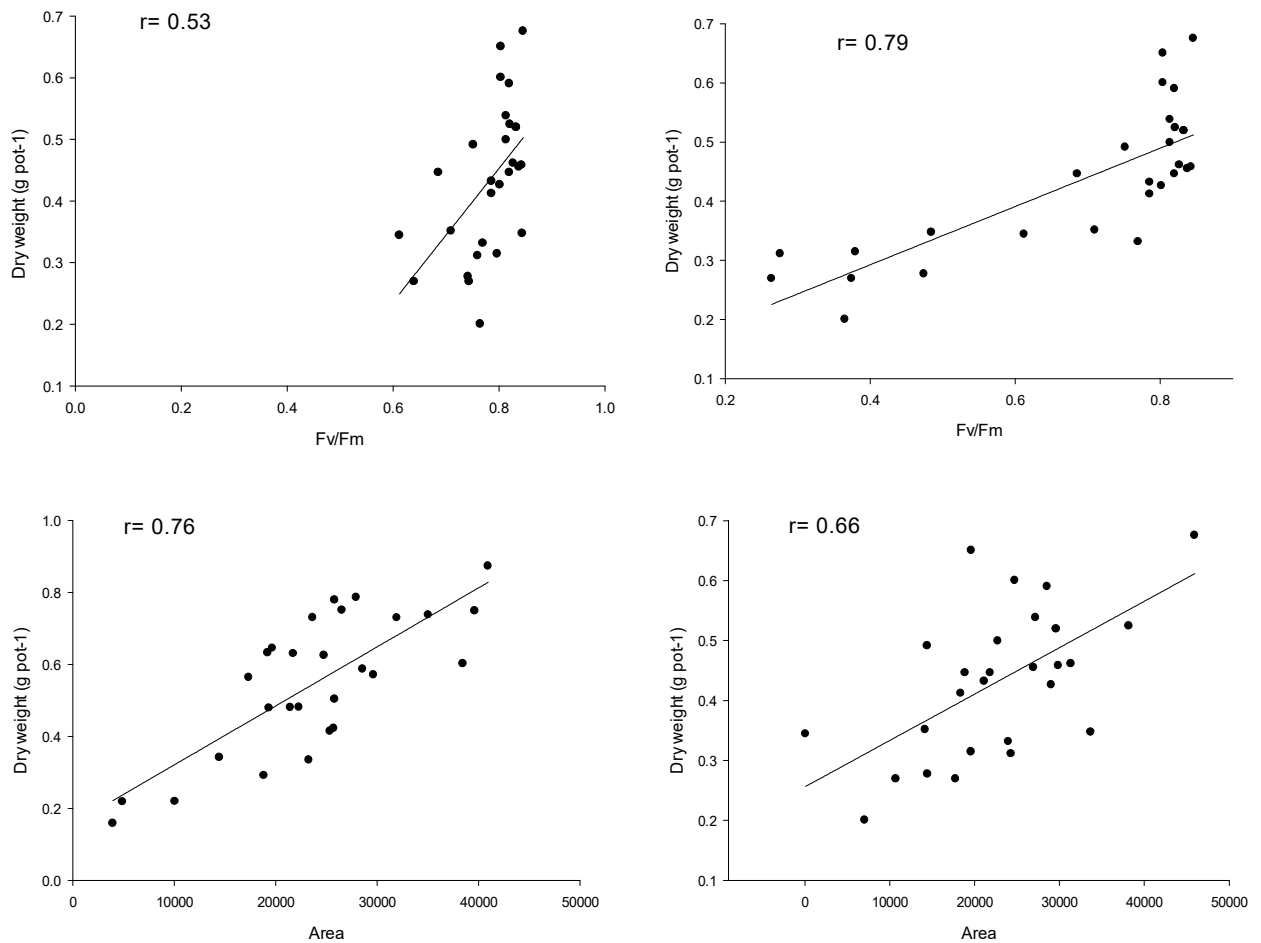 r= 0.53
0.7
0.6
0.5
0.4
0.3
0.2
0.1
Dry weight (g pot-1)
0.0 0.2 0.4 0.6 0.8 1.0
Fv/Fm
r= 0.79
0.7
0.6
0.5
0.4
0.3
0.2
0.1
Dry weight (g pot-1)
0.2 0.4 0.6 0.8
Fv/Fm
r= 0.76
1.0
0.8
0.6
0.4
0.2
0.0
Dry weight (g pot-1)
0 10000 20000 30000 40000 50000
Area
r= 0.66
0.7
0.6
0.5
0.4
0.3
0.2
0.1
Dry weight (g pot-1)
0 10000 20000 30000 40000 50000
Area